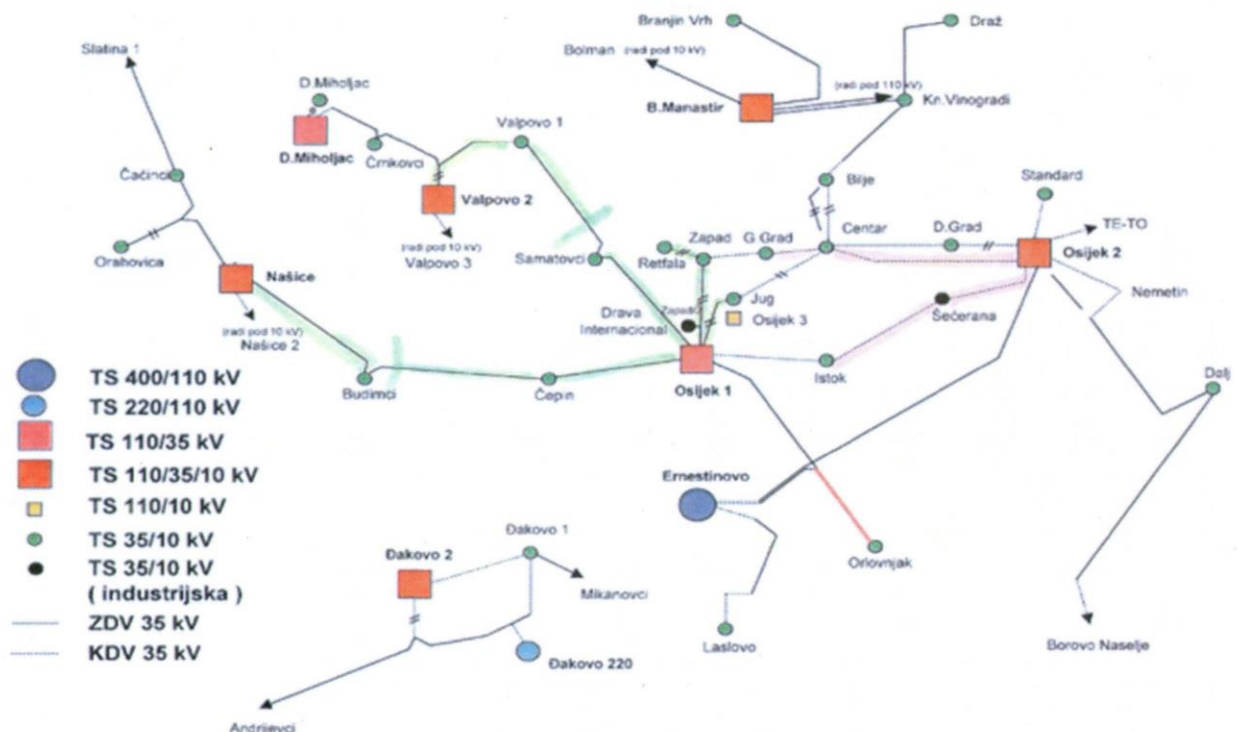 Branjin Vrh
Draž
Slatina 1
Bolman (radi pod 10 kV)
D.Miholjac
(radi pod 110 kV)
B.Manastir
Kn.Vinogradi
Valpovo 1
D.Miholjac
Črnkovci
Čačinci
Bilje
Standard
Valpovo 2
TE-TO
Zapad
G.Grad
Centar
D.Grad
(radi pod 10 kV)
Valpovo 3
Orahovica
Retfala
Osijek 2
Samatovci
Našice
Nemetin
Jug
Drava
Internacional
Zapad
Osijek 3
Šećerana
(radi pod 10 kV)
Našice 2
TS 400/110 kV
Budimci
Čepin
Osijek 1
Istok
Dalj
TS 220/110 kV
TS 110/35 kV
TS 110/35/10 kV
Ernestinovo
TS 110/10 kV
Đakovo 1
TS 35/10 kV
Đakovo 2
Orlovnjak
TS 35/10 kV
( industrijska )
Mikanovci
ZDV 35 kV
Laslovo
Borovo Naselje
KDV 35 kV
Đakovo 220
Andrijevci